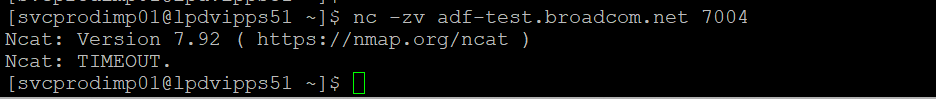 [svcprodimp01@lpdvipps51 ~]$ nc -zv adf-test.broadcom.net 7004
Ncat: Version 7.92 ( https://nmap.org/ncat )
Ncat: TIMEOUT.
[svcprodimp01@lpdvipps51 ~]$